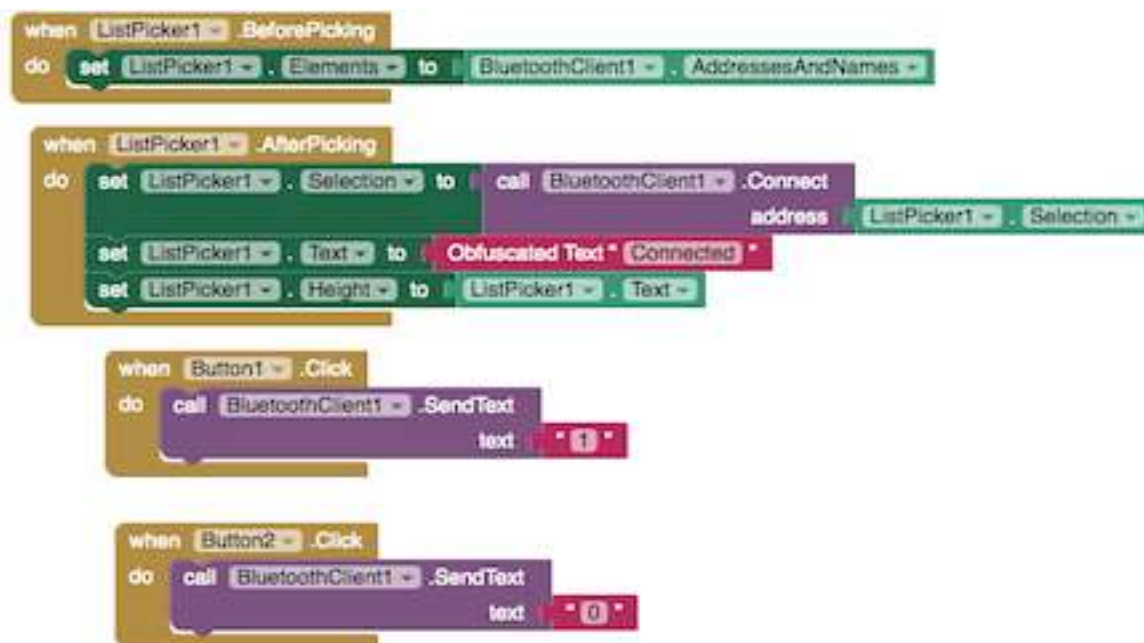 when ListPicker1 .BeforePicking
do set ListPicker1 . Elements to BluetoothClient1 . AddressesAndNames
when ListPicker1 .AfterPicking
do set ListPicker1 . Selection to call BluetoothClient1 .Connect
address ListPicker1 . Selection
set ListPicker1 . Text to Obfuscated Text " Connected "
set ListPicker1 . Height to ListPicker1 . Text
when Button1 .Click
do call BluetoothClient1 .SendText
text " 1 "
when Button2 .Click
do call BluetoothClient1 .SendText
text " 0 "